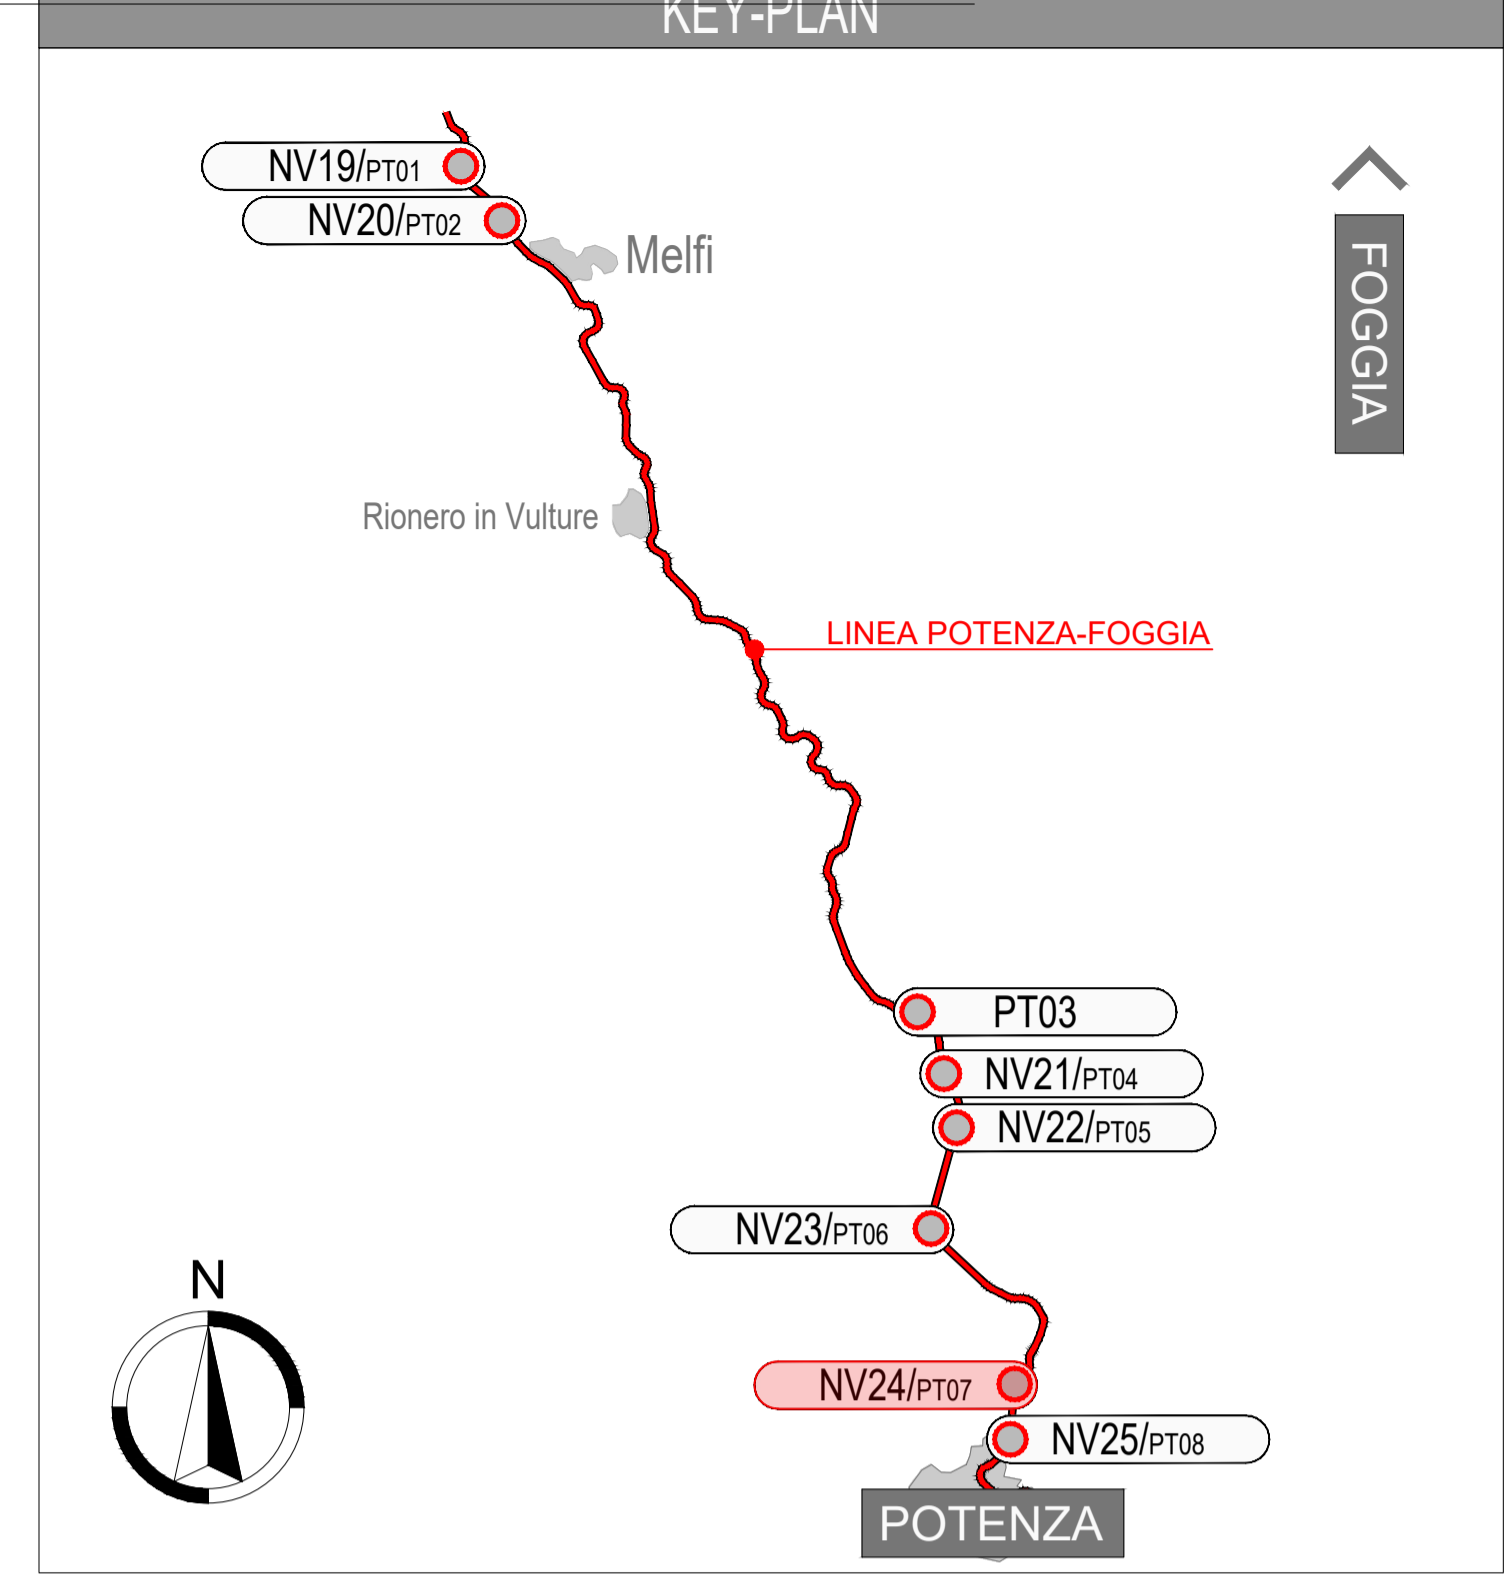 KEY-PLAN
NV19/PT01
NV20/PT02
Melfi
FOGGIA
Rionero in Vulture
LINEA POTENZA-FOGGIA
PT03
NV21/PT04
NV22/PT05
NV23/PT06
N
NV24/PT07
NV25/PT08
POTENZA